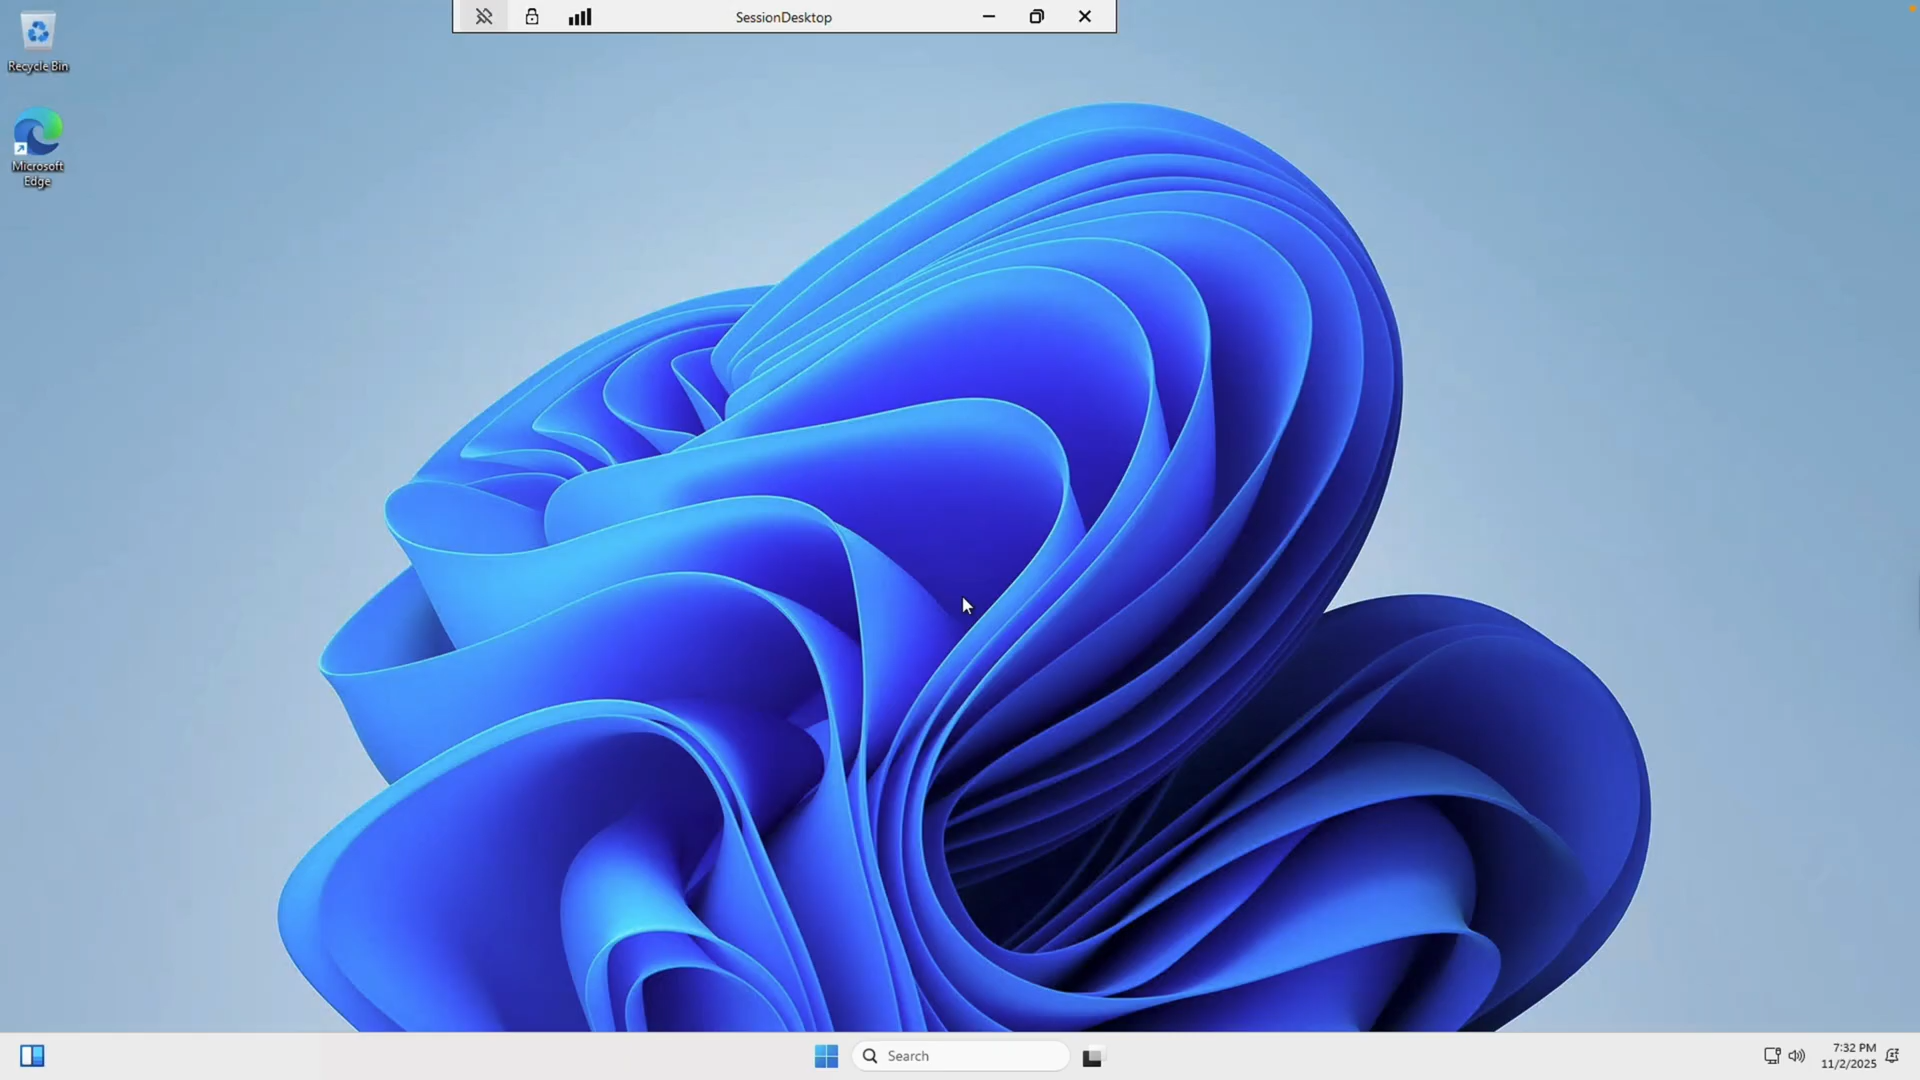 SessionDesktop
Recycle Bin
Microsoft
Edge
Search
7:32 PM
11/2/2025